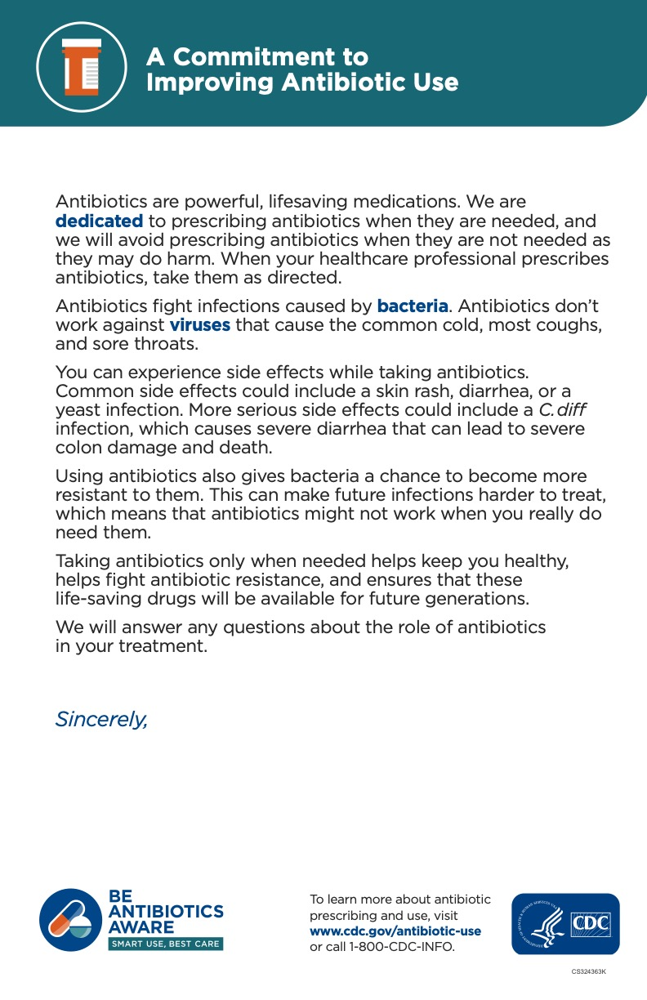 A Commitment to
Improving Antibiotic Use
Antibiotics are powerful, lifesaving medications. We are
dedicated to prescribing antibiotics when they are needed, and
we will avoid prescribing antibiotics when they are not needed as
they may do harm. When your healthcare professional prescribes
antibiotics, take them as directed.
Antibiotics fight infections caused by bacteria. Antibiotics don't
work against viruses that cause the common cold, most coughs,
and sore throats.
You can experience side effects while taking antibiotics.
Common side effects could include a skin rash, diarrhea, or a
yeast infection. More serious side effects could include a C. diff
infection, which causes severe diarrhea that can lead to severe
colon damage and death.
Using antibiotics also gives bacteria a chance to become more
resistant to them. This can make future infections harder to treat,
which means that antibiotics might not work when you really do
need them.
Taking antibiotics only when needed helps keep you healthy,
helps fight antibiotic resistance, and ensures that these
life-saving drugs will be available for future generations.
We will answer any questions about the role of antibiotics
in your treatment.
Sincerely,
BE
ANTIBIOTICS
AWARE
SMART USE, BEST CARE
To learn more about antibiotic
prescribing and use, visit
www.cdc.gov/antibiotic-use
or call 1-800-CDC-INFO.
DEPARTMENT OF HEALTH & HUMAN SERVICES USA
CDC
CS324363K